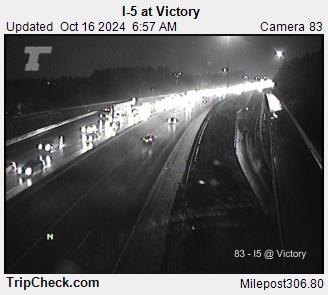 I-5 at Victory
Updated Oct 16 2024 6:57 AM Camera 83
T
N
83 - I5 @ Victory
TripCheck.com Milepost306.80